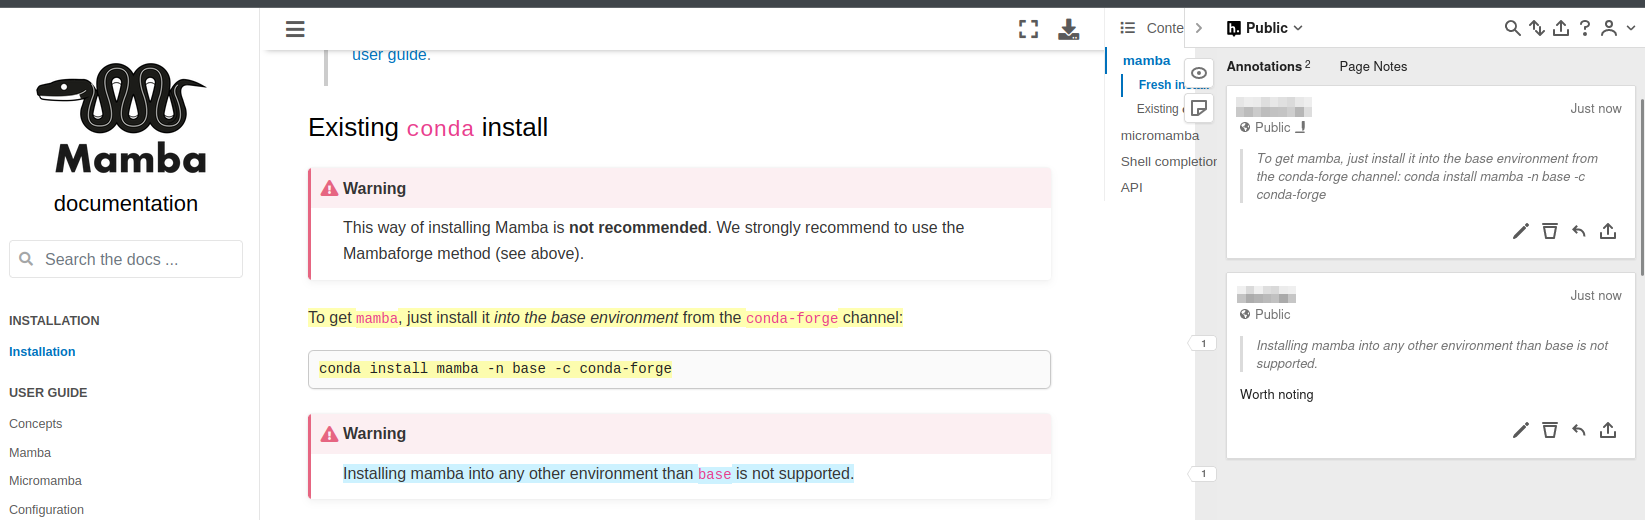 Mamba
documentation
Search the docs ...
INSTALLATION
Installation
USER GUIDE
Concepts
Mamba
Micromamba
Configuration
user guide.
Existing conda install
Warning
This way of installing Mamba is not recommended. We strongly recommend to use the
Mambaforge method (see above).
To get mamba, just install it into the base environment from the conda-forge channel:
conda install mamba -n base -c conda-forge
Warning
Installing mamba into any other environment than base is not supported.
Conte
mamba
Fresh install
Existing
micromamba
Shell completion
API
1
1
h. Public
Annotations 2
Page Notes
Just now
Public
To get mamba, just install it into the base environment from
the conda-forge channel: conda install mamba -n base -c
conda-forge
Just now
Public
Installing mamba into any other environment than base is not
supported.
Worth noting